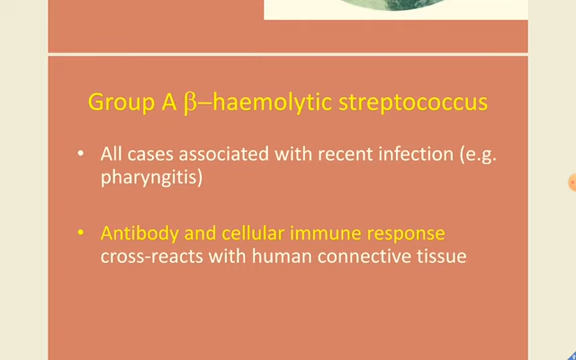 Group A β–haemolytic streptococcus
• All cases associated with recent infection (e.g.
pharyngitis)
• Antibody and cellular immune response
cross-reacts with human connective tissue